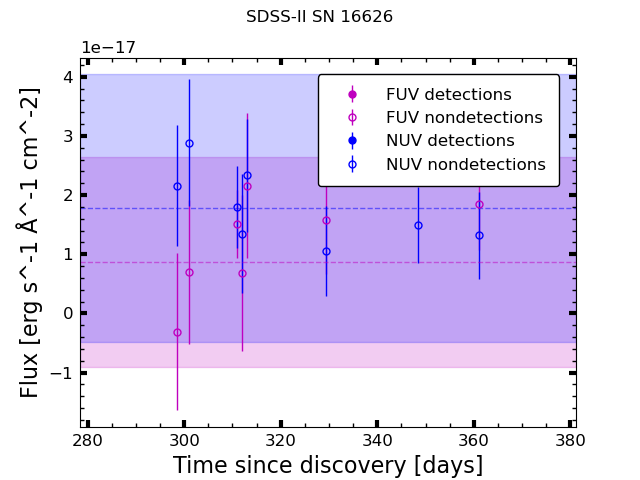 SDSS-II SN 16626
1e−17
FUV detections
FUV nondetections
NUV detections
NUV nondetections
4
3
2
1
0
−1
280 300 320 340 360 380
Time since discovery [days]
Flux [erg s^-1 Å^-1 cm^-2]